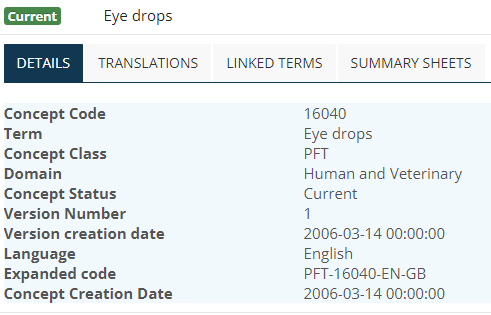 Current Eye drops
DETAILS TRANSLATIONS LINKED TERMS SUMMARY SHEETS
Concept Code 16040
Term Eye drops
Concept Class PFT
Domain Human and Veterinary
Concept Status Current
Version Number 1
Version creation date 2006-03-14 00:00:00
Language English
Expanded code PFT-16040-EN-GB
Concept Creation Date 2006-03-14 00:00:00